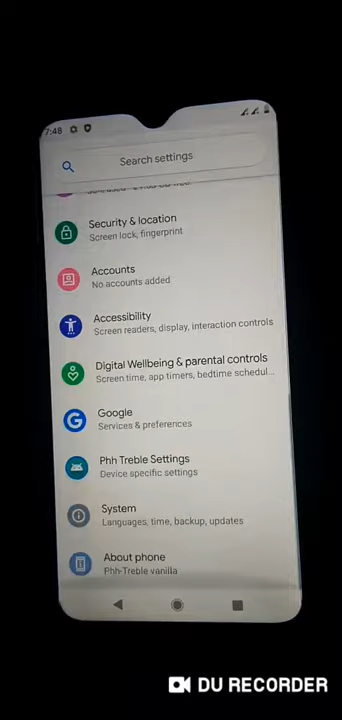 7:48
Search settings
Security & location
Screen lock, fingerprint
Accounts
No accounts added
Accessibility
Screen readers, display, interaction controls
Digital Wellbeing & parental controls
Screen time, app timers, bedtime schedul...
Google
Services & preferences
Phh Treble Settings
Device specific settings
System
Languages, time, backup, updates
About phone
Phh-Treble vanilla
DU RECORDER